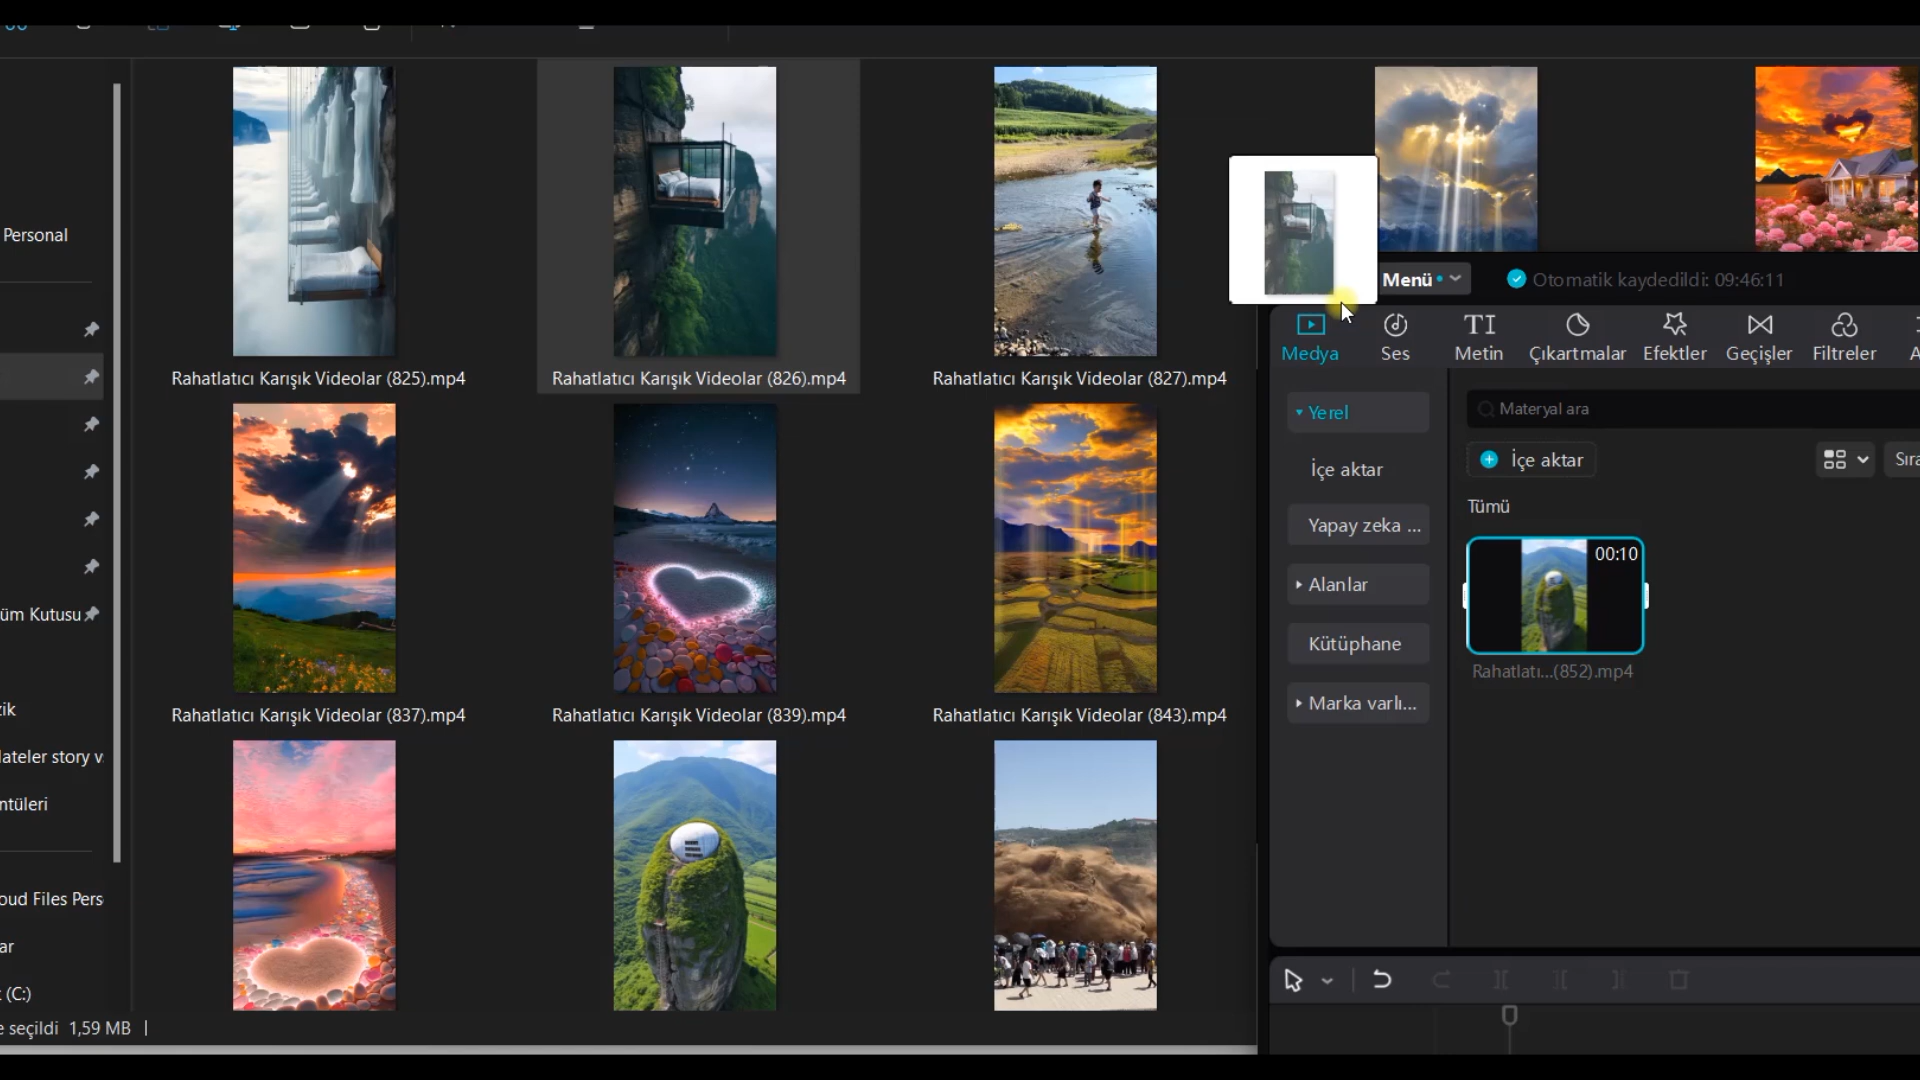 Personal
üm Kutusu
ik
lateler story v
ntüleri
oud Files Pers
ar
(C:)
e seçildi 1,59 MB
Rahatlatıcı Karışık Videolar (825).mp4
Rahatlatıcı Karışık Videolar (826).mp4
Rahatlatıcı Karışık Videolar (827).mp4
Rahatlatıcı Karışık Videolar (837).mp4
Rahatlatıcı Karışık Videolar (839).mp4
Rahatlatıcı Karışık Videolar (843).mp4
Menü
Otomatik kaydedildi: 09:46:11
Medya
Ses
TI
Metin
Çıkartmalar
Efektler
Geçişler
Filtreler
A
Yerel
İçe aktar
Yapay zeka ...
Alanlar
Kütüphane
Marka varlı...
Materyal ara
İçe aktar
Sıra
Tümü
00:10
Rahatlatı...(852).mp4